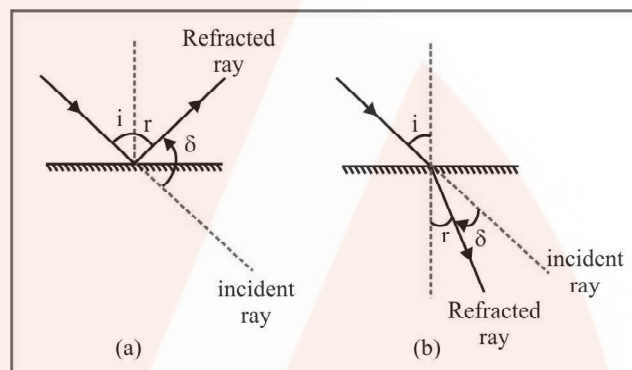 Refracted
ray
i
r
δ
incident
ray
(a)
i
r
δ
incident
ray
Refracted
ray
(b)